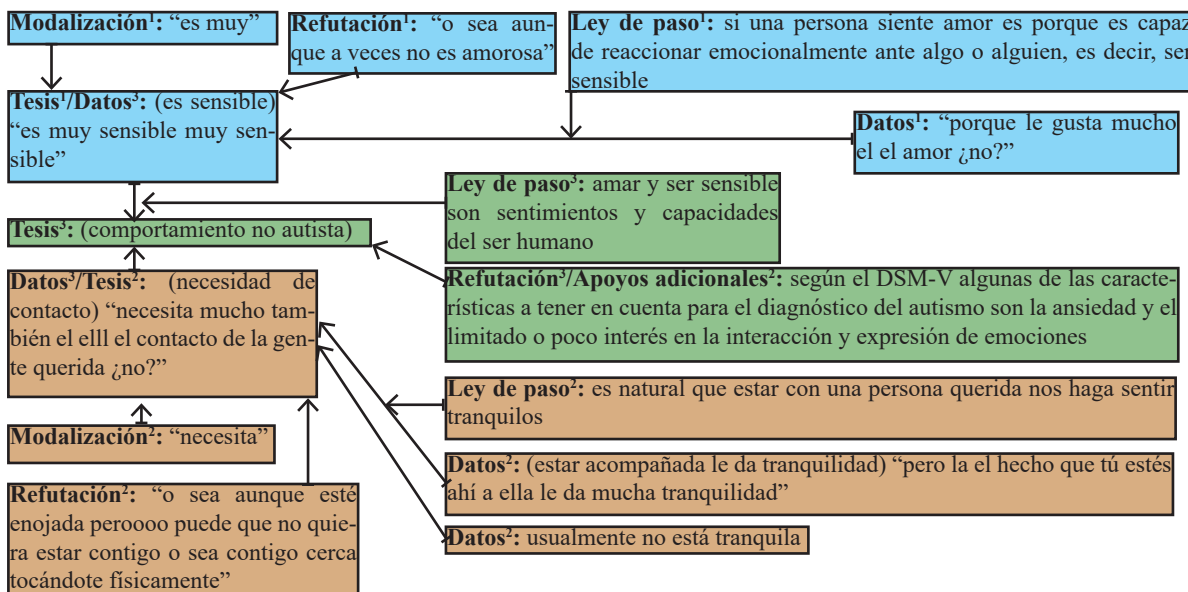 Modalización¹: “es muy”
Refutación¹: “o sea aun-
que a veces no es amorosa”
Ley de paso¹: si una persona siente amor es porque es capaz
de reaccionar emocionalmente ante algo o alguien, es decir, ser
sensible
Tesis¹/Datos³: (es sensible)
“es muy sensible muy sen-
sible”
Datos¹: “porque le gusta mucho
el el amor ¿no?”
Ley de paso³: amar y ser sensible
son sentimientos y capacidades
del ser humano
Tesis³: (comportamiento no autista)
Refutación³/Apoyos adicionales²: según el DSM-V algunas de las caracte-
rísticas a tener en cuenta para el diagnóstico del autismo son la ansiedad y el
limitado o poco interés en la interacción y expresión de emociones
Datos³/Tesis²: (necesidad de
contacto) “necesita mucho tam-
bién el elll el contacto de la gen-
te querida ¿no?”
Ley de paso²: es natural que estar con una persona querida nos haga sentir
tranquilos
Modalización²: “necesita”
Datos²: (estar acompañada le da tranquilidad) “pero la el hecho que tú estés
ahí a ella le da mucha tranquilidad”
Refutación²: “o sea aunque esté
enojada peroooo puede que no quie-
ra estar contigo o sea contigo cerca
tocándote físicamente”
Datos²: usualmente no está tranquila